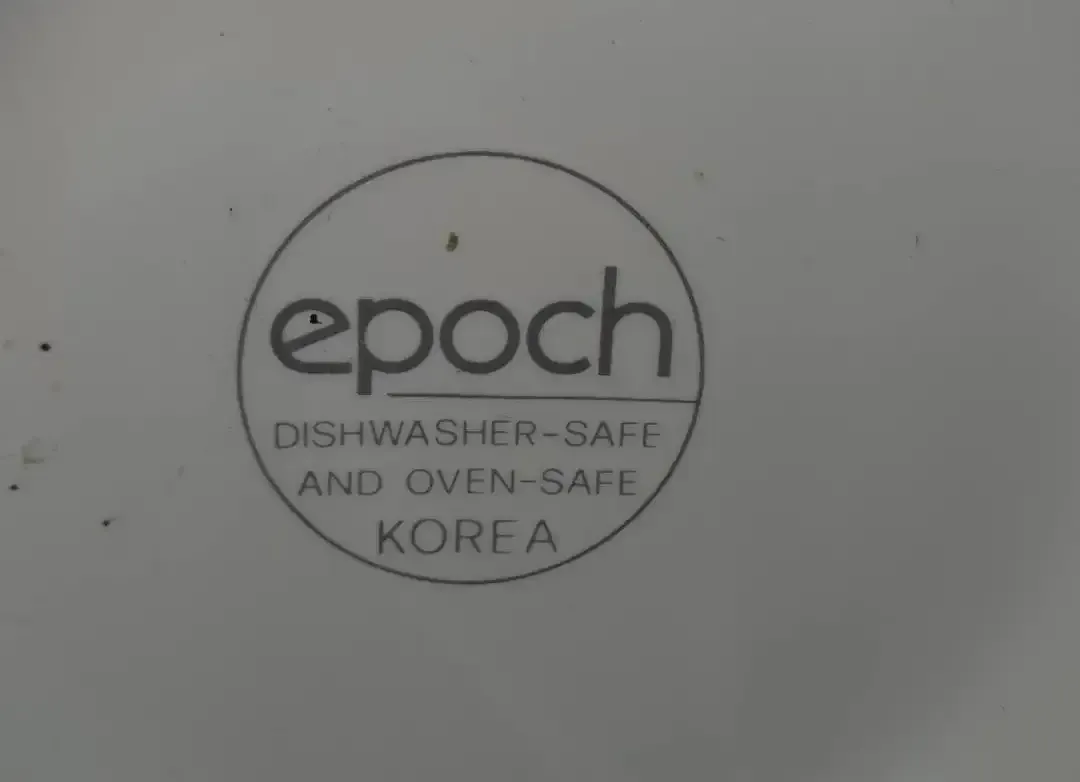 epoch
DISHWASHER-SAFE
AND OVEN-SAFE
KOREA